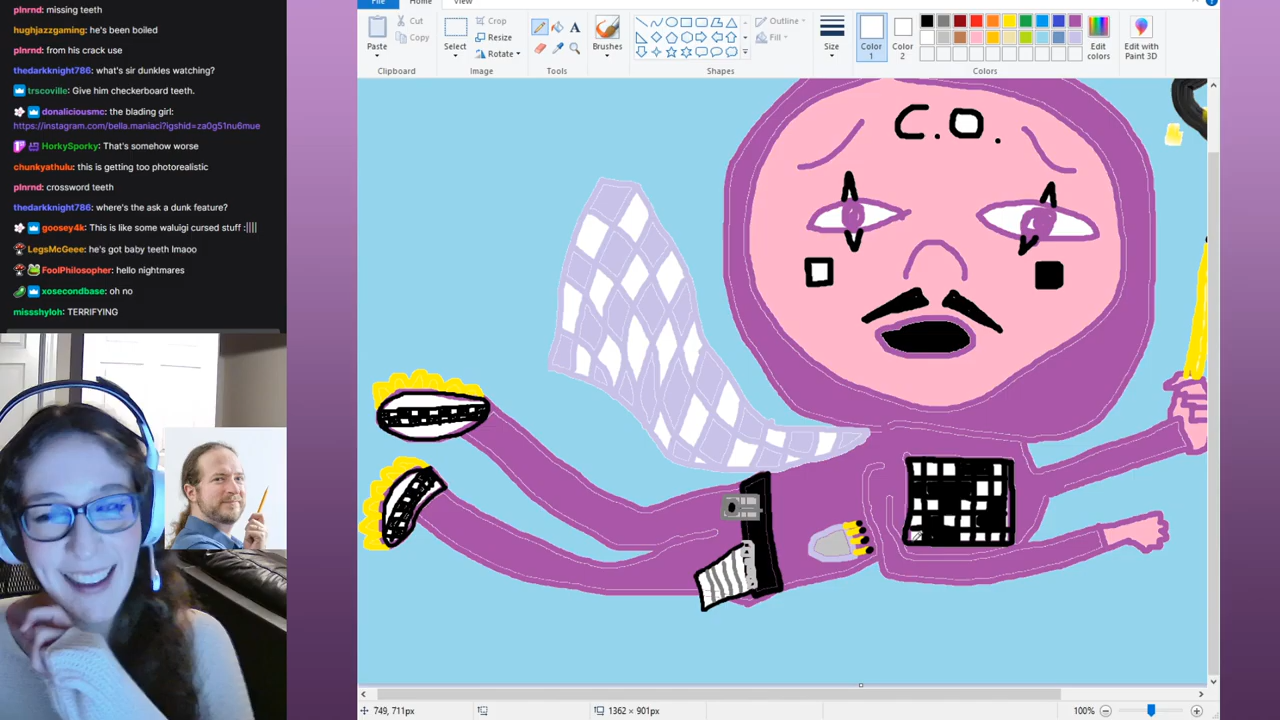 plnrnd: missing teeth
hughjazzgaming: he's been boiled
plnrnd: from his crack use
thedarkknight786: what's sir dunkles watching?
trscoville: Give him checkerboard teeth.
donaliciousmc: the blading girl:
https://instagram.com/bella.maniaci?igshid=za0g51nu6mue
HorkySporky: That's somehow worse
chunkyathulu: this is getting too photorealistic
plnrnd: crossword teeth
thedarkknight786: where's the ask a dunk feature?
goosey4k: This is like some waluigi cursed stuff :||||
LegsMcGeee: he's got baby teeth lmaoo
FoolPhilosopher: hello nightmares
xosecondbase: oh no
missshyloh: TERRIFYING
File Home View
Paste Cut Copy Clipboard
Select Crop Resize Rotate Image
A Tools
Brushes
Outline Fill Shapes
Size
Color 1
Color 2
Edit colors
Colors
Edit with Paint 3D
C.O.
749, 711px
1362 × 901px
100%